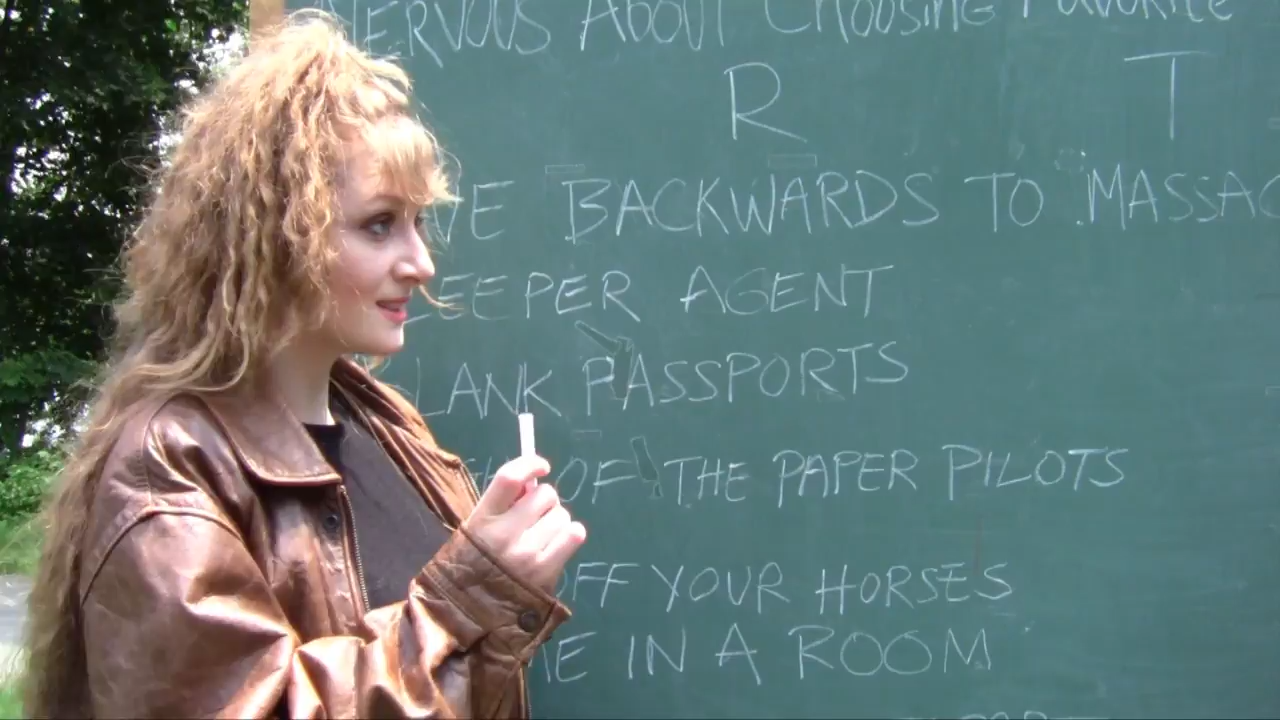 NERVOUS ABOUT CHOOSING FAVORITE
R T
VE BACKWARDS TO MASSAC
EEPER AGENT
LANK PASSPORTS
OF THE PAPER PILOTS
OFF YOUR HORSES
ME IN A ROOM